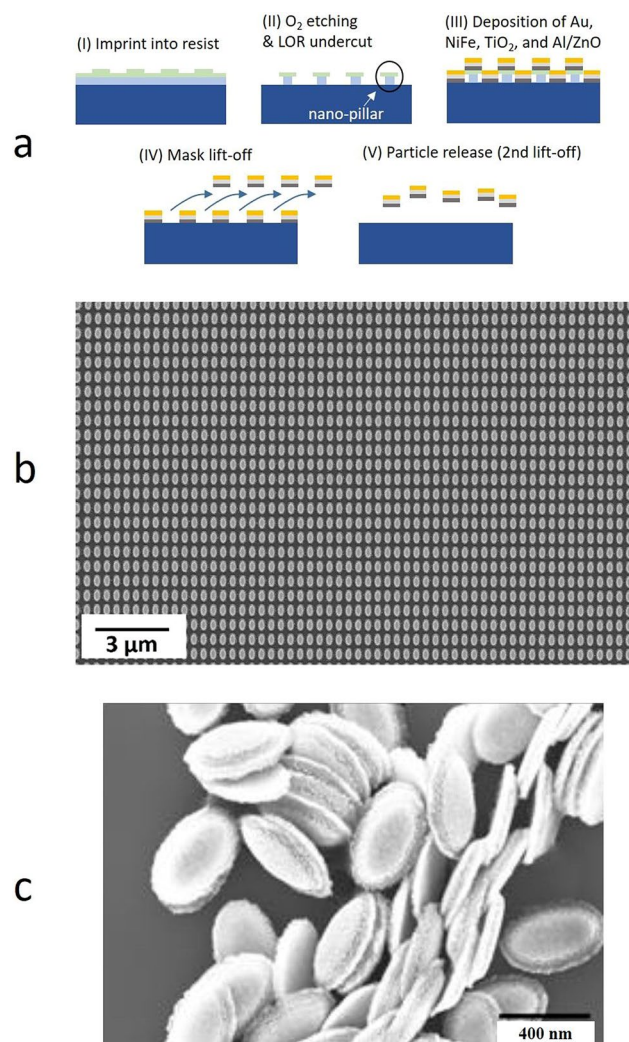 (I) Imprint into resist
(II) O₂ etching
& LOR undercut
(III) Deposition of Au,
NiFe, TiO₂, and Al/ZnO
nano-pillar
a
(IV) Mask lift-off
(V) Particle release (2nd lift-off)
b
3 µm
c
400 nm